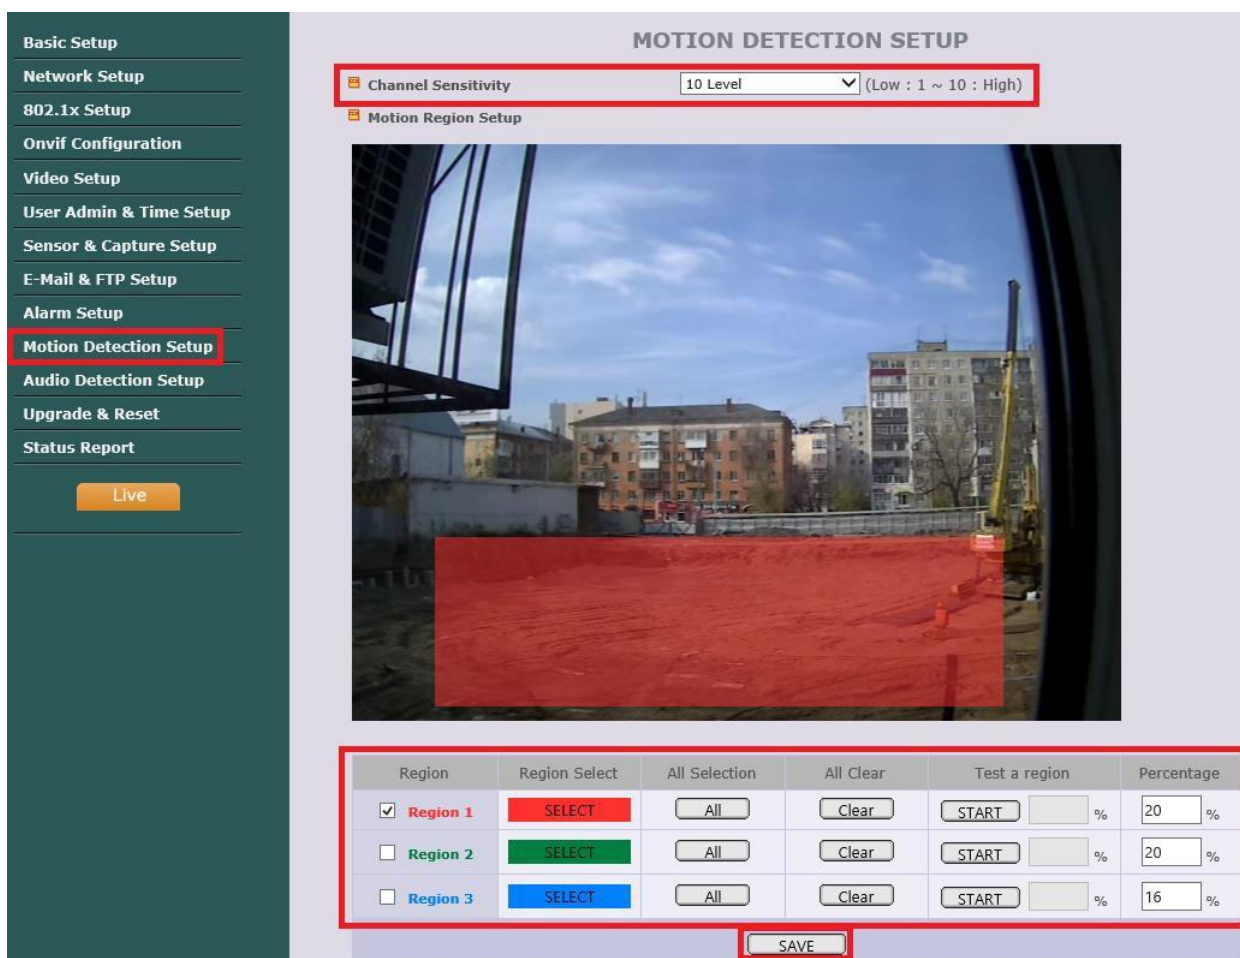 Basic Setup
Network Setup
802.1x Setup
Onvif Configuration
Video Setup
User Admin & Time Setup
Sensor & Capture Setup
E-Mail & FTP Setup
Alarm Setup
Motion Detection Setup
Audio Detection Setup
Upgrade & Reset
Status Report
Live
MOTION DETECTION SETUP
Channel Sensitivity 10 Level (Low : 1 ~ 10 : High)
Motion Region Setup
Region Region Select All Selection All Clear Test a region Percentage
Region 1 SELECT All Clear START % 20 %
Region 2 SELECT All Clear START % 20 %
Region 3 SELECT All Clear START % 16 %
SAVE